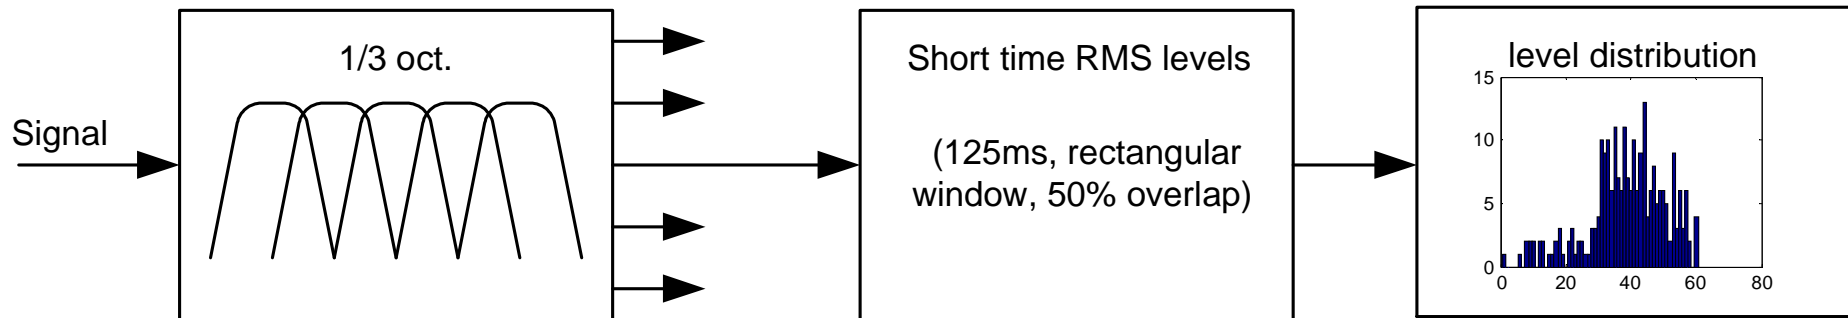 Signal
1/3 oct.
Short time RMS levels
(125ms, rectangular
window, 50% overlap)
level distribution
15
10
5
0
0 20 40 60 80